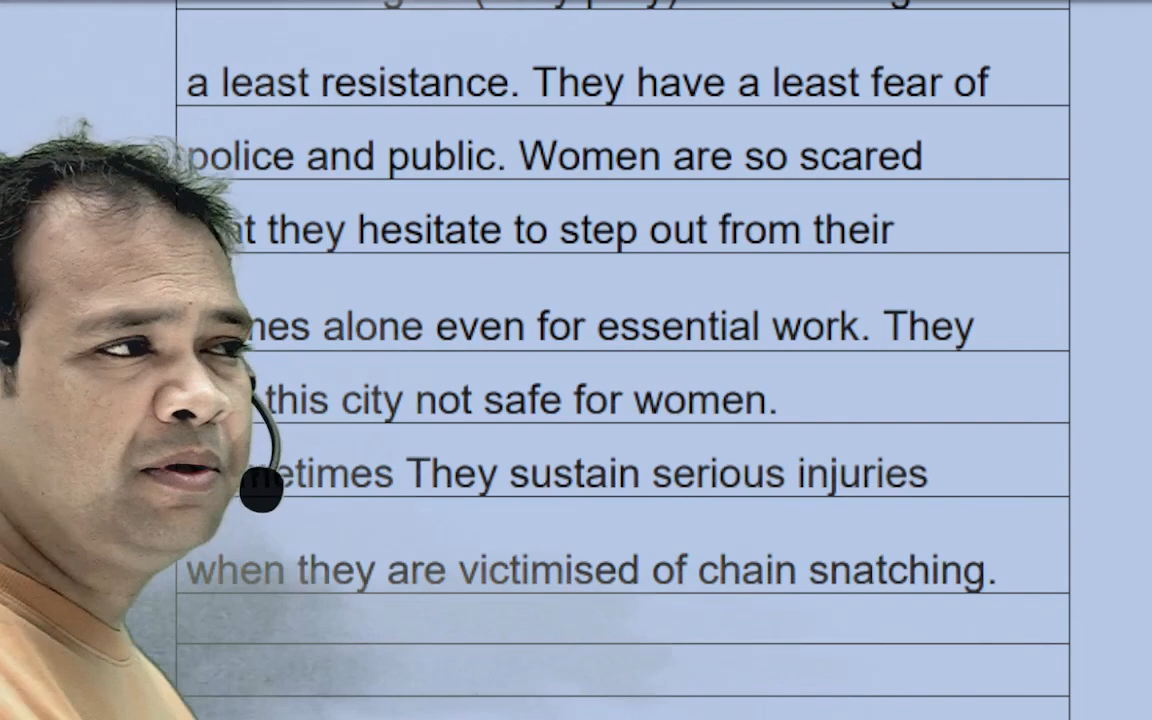 a least resistance. They have a least fear of
police and public. Women are so scared
they hesitate to step out from their
alone even for essential work. They
this city not safe for women.
They sustain serious injuries
when they are victimised of chain snatching.